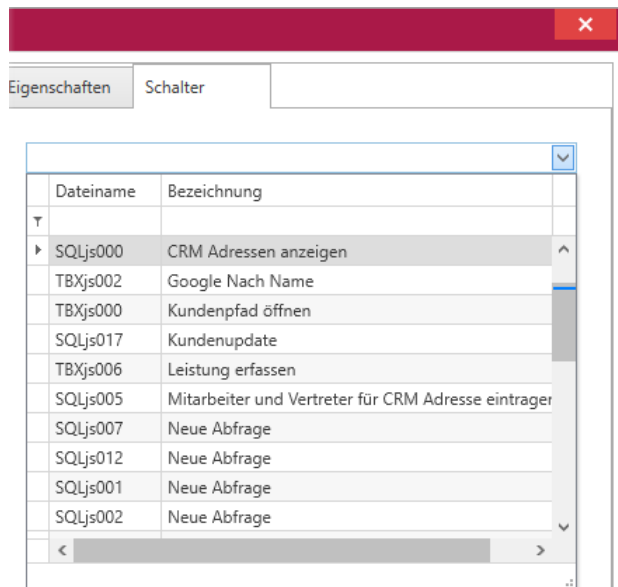 Eigenschaften Schalter
Dateiname Bezeichnung
SQLjs000 CRM Adressen anzeigen
TBXjs002 Google Nach Name
TBXjs000 Kundenpfad öffnen
SQLjs017 Kundenupdate
TBXjs006 Leistung erfassen
SQLjs005 Mitarbeiter und Vertreter für CRM Adresse eintragen
SQLjs007 Neue Abfrage
SQLjs012 Neue Abfrage
SQLjs001 Neue Abfrage
SQLjs002 Neue Abfrage